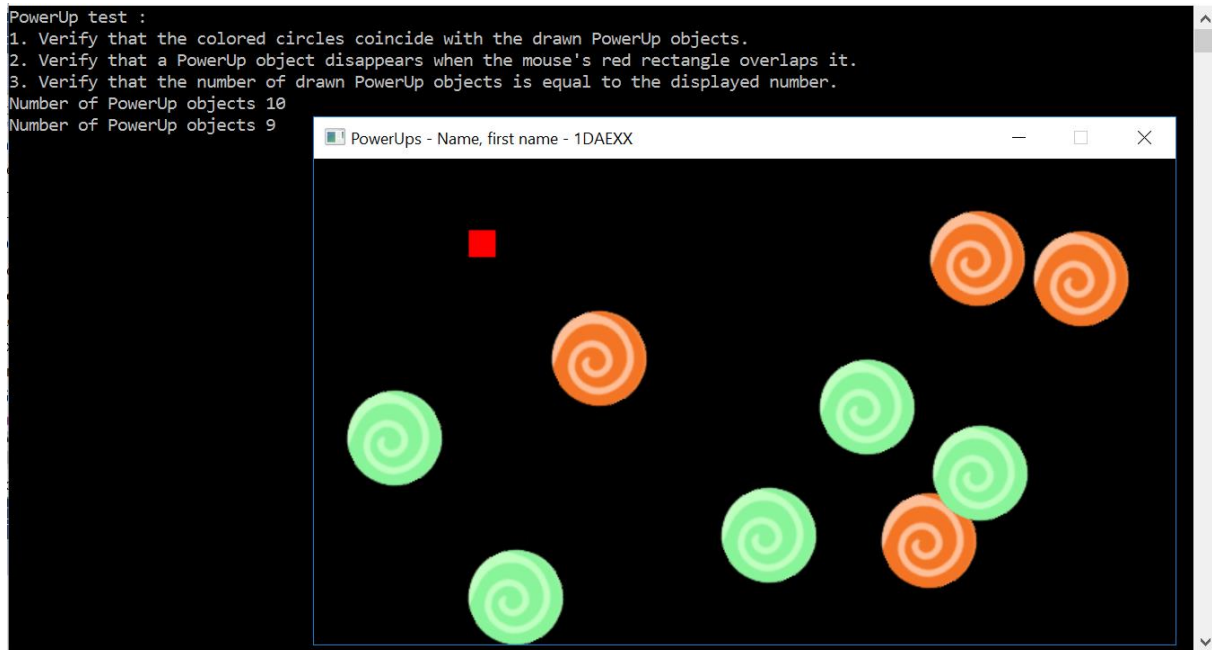 PowerUp test :
1. Verify that the colored circles coincide with the drawn PowerUp objects.
2. Verify that a PowerUp object disappears when the mouse's red rectangle overlaps it.
3. Verify that the number of drawn PowerUp objects is equal to the displayed number.
Number of PowerUp objects 10
Number of PowerUp objects 9
PowerUps - Name, first name - 1DAEXX